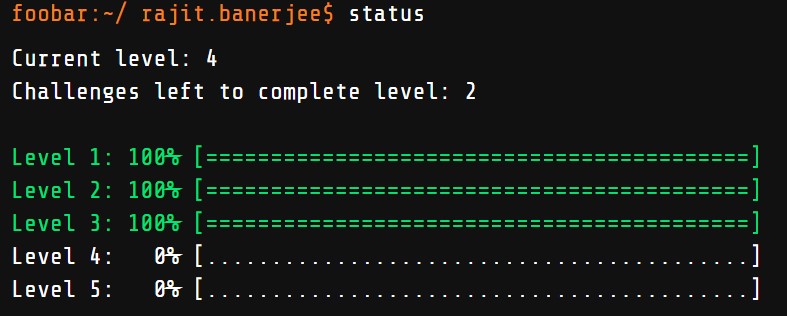 foobar:~/ rajit.banerjee$ status
Current level: 4
Challenges left to complete level: 2
Level 1: 100% [==========================================]
Level 2: 100% [==========================================]
Level 3: 100% [==========================================]
Level 4:   0% [..........................................]
Level 5:   0% [..........................................]